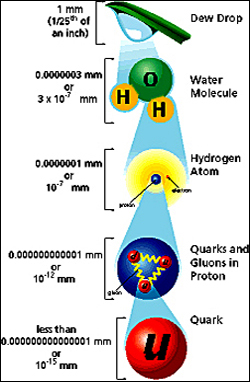 1 mm
(1/25th of
an inch)
Dew Drop
0.0000003 mm
or
3 x 10-7 mm
O
H
H
Water
Molecule
0.0000001 mm
or
10-7 mm
proton
electron
Hydrogen
Atom
0.000000000001 mm
or
10-12 mm
u
d
u
gluon
Quarks and
Gluons in
Proton
less than
0.000000000000001 mm
or
10-15 mm
u
Quark